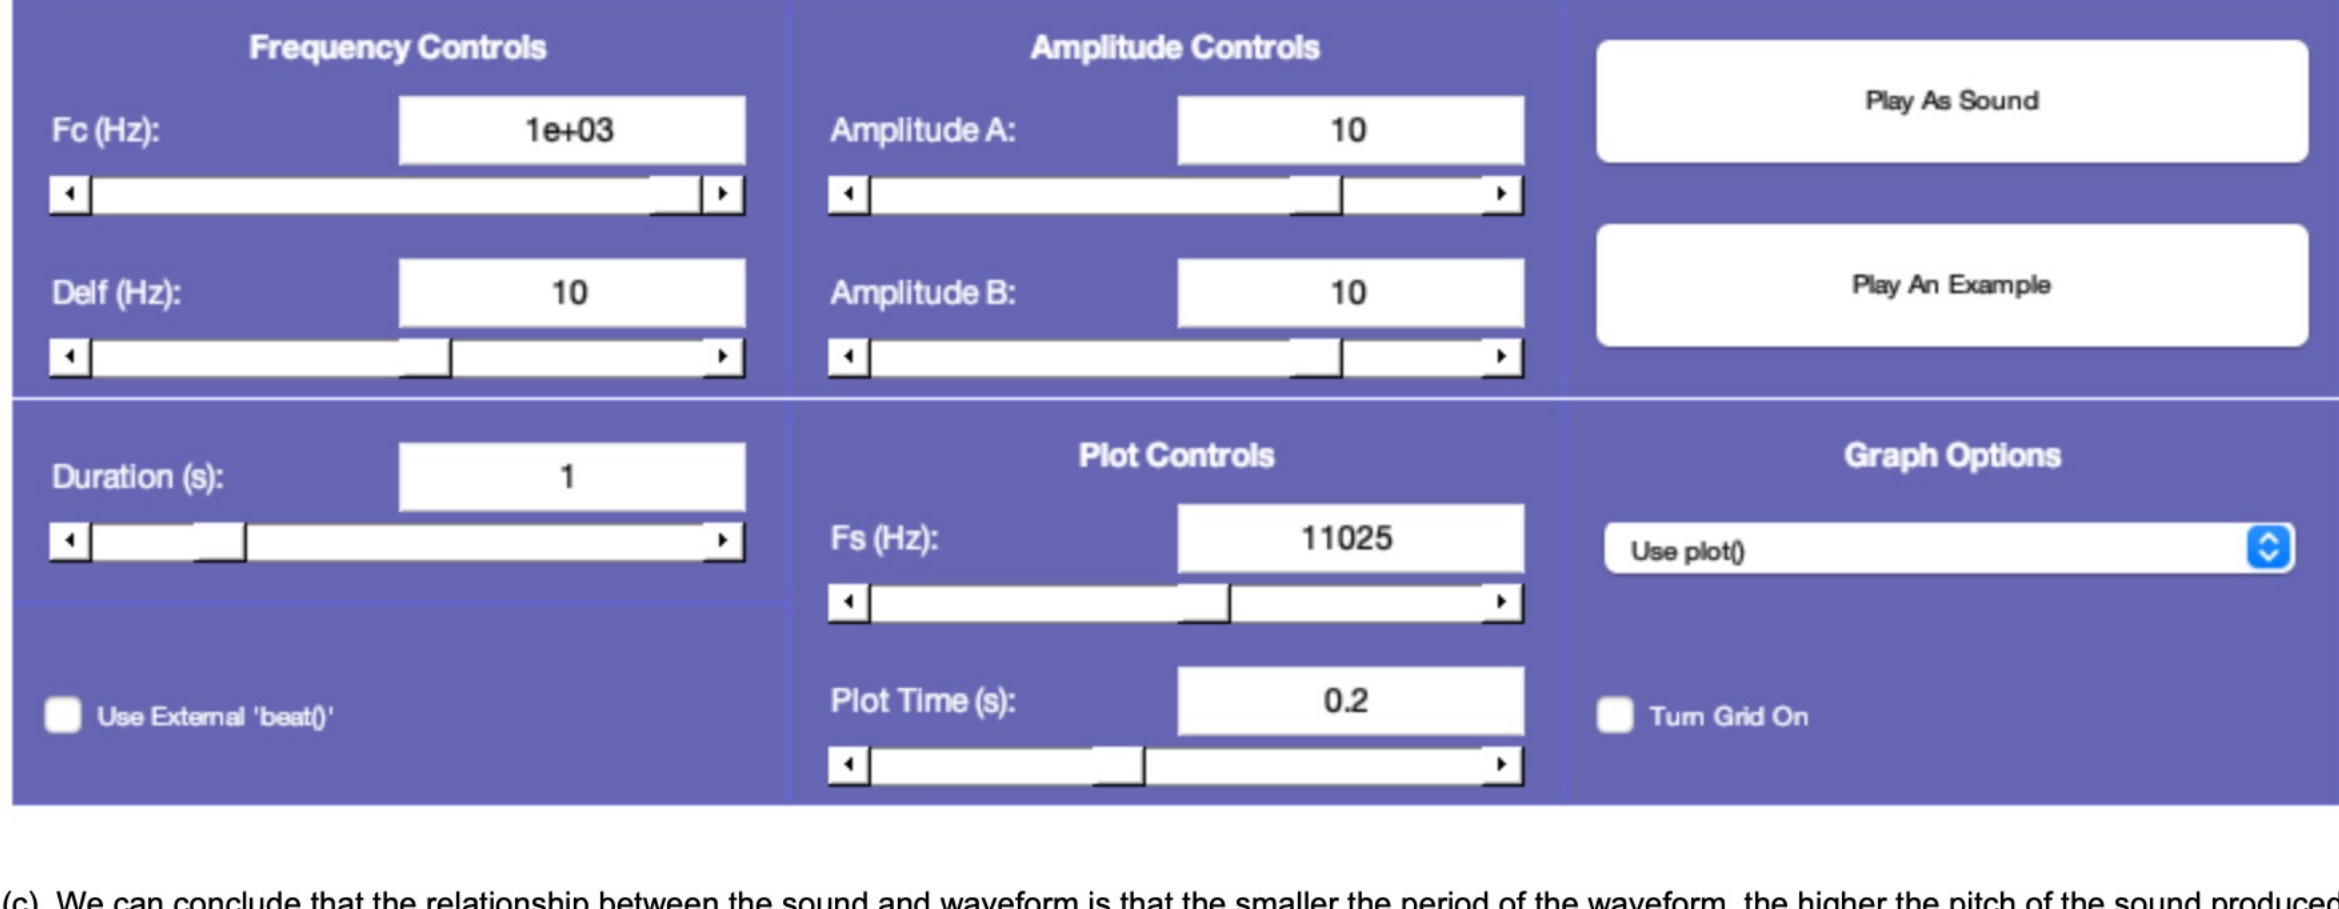 Frequency Controls
Amplitude Controls
Play As Sound
Fc (Hz):
1e+03
Amplitude A:
10
Play An Example
Delf (Hz):
10
Amplitude B:
10
Duration (s):
1
Plot Controls
Graph Options
Fs (Hz):
11025
Use plot()
Use External 'beat()'
Plot Time (s):
0.2
Turn Grid On
(c) We can conclude that the relationship between the sound and waveform is that the smaller the period of the waveform, the higher the pitch of the sound produced